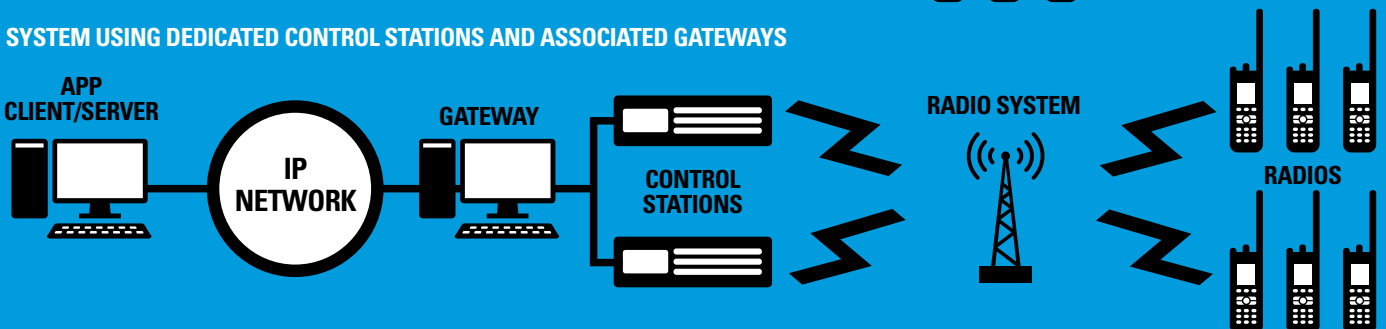 SYSTEM USING DEDICATED CONTROL STATIONS AND ASSOCIATED GATEWAYS
APP
CLIENT/SERVER
IP
NETWORK
GATEWAY
CONTROL
STATIONS
RADIO SYSTEM
RADIOS